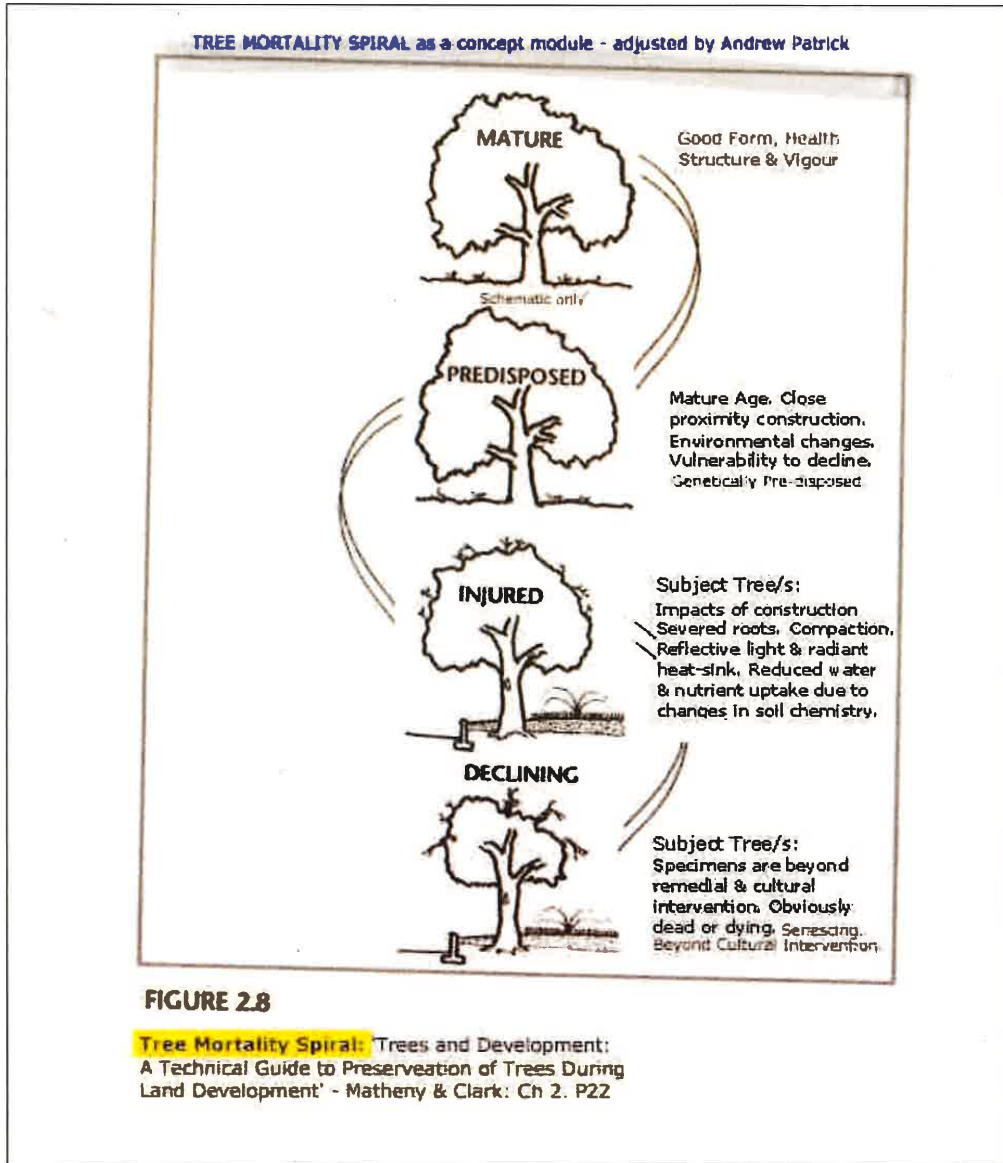 TREE MORTALITY SPIRAL as a concept module - adjusted by Andrew Patrick
MATURE
Good Form, Health
Structure & Vigour
Schematic only
PREDISPOSED
Mature Age. Close
proximity construction.
Environmental changes.
Vulnerability to decline.
Genetically Pre-disposed
INJURED
Subject Tree/s:
Impacts of construction
Severed roots. Compaction.
Reflective light & radiant
heat-sink. Reduced water
& nutrient uptake due to
changes in soil chemistry.
DECLINING
Subject Tree/s:
Specimens are beyond
remedial & cultural
intervention. Obviously
dead or dying. Senescing.
Beyond Cultural Intervention
FIGURE 2.8
Tree Mortality Spiral: 'Trees and Development:
A Technical Guide to Preserveation of Trees During
Land Development' - Matheny & Clark: Ch 2. P22